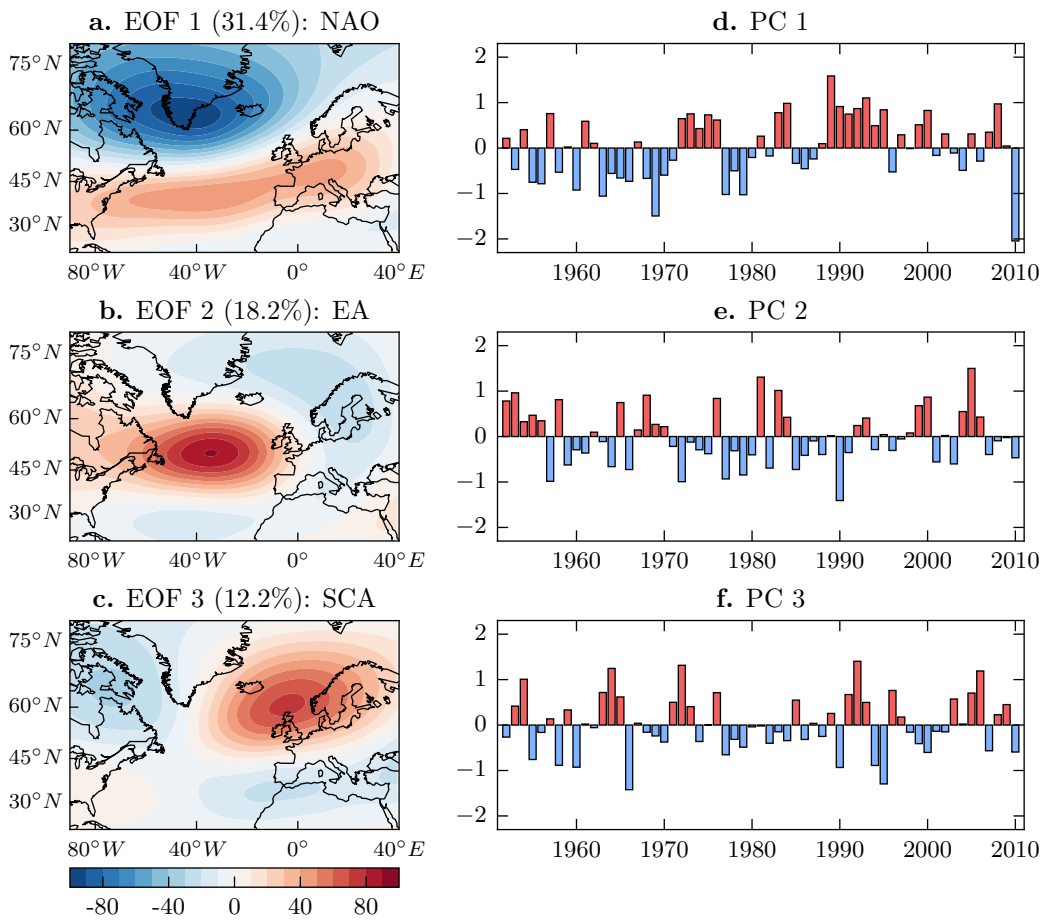 a. EOF 1 (31.4%): NAO
75°N
60°N
45°N
30°N
80°W 40°W 0° 40°E
d. PC 1
2
1
0
−1
−2
1960 1970 1980 1990 2000 2010
b. EOF 2 (18.2%): EA
75°N
60°N
45°N
30°N
80°W 40°W 0° 40°E
e. PC 2
2
1
0
−1
−2
1960 1970 1980 1990 2000 2010
c. EOF 3 (12.2%): SCA
75°N
60°N
45°N
30°N
80°W 40°W 0° 40°E
-80 -40 0 40 80
f. PC 3
2
1
0
−1
−2
1960 1970 1980 1990 2000 2010